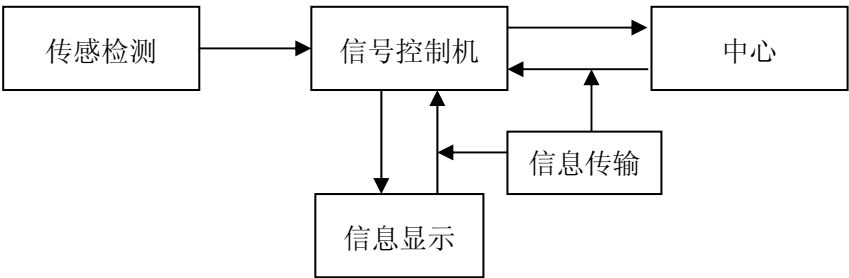 传感检测
信号控制机
中心
信息传输
信息显示